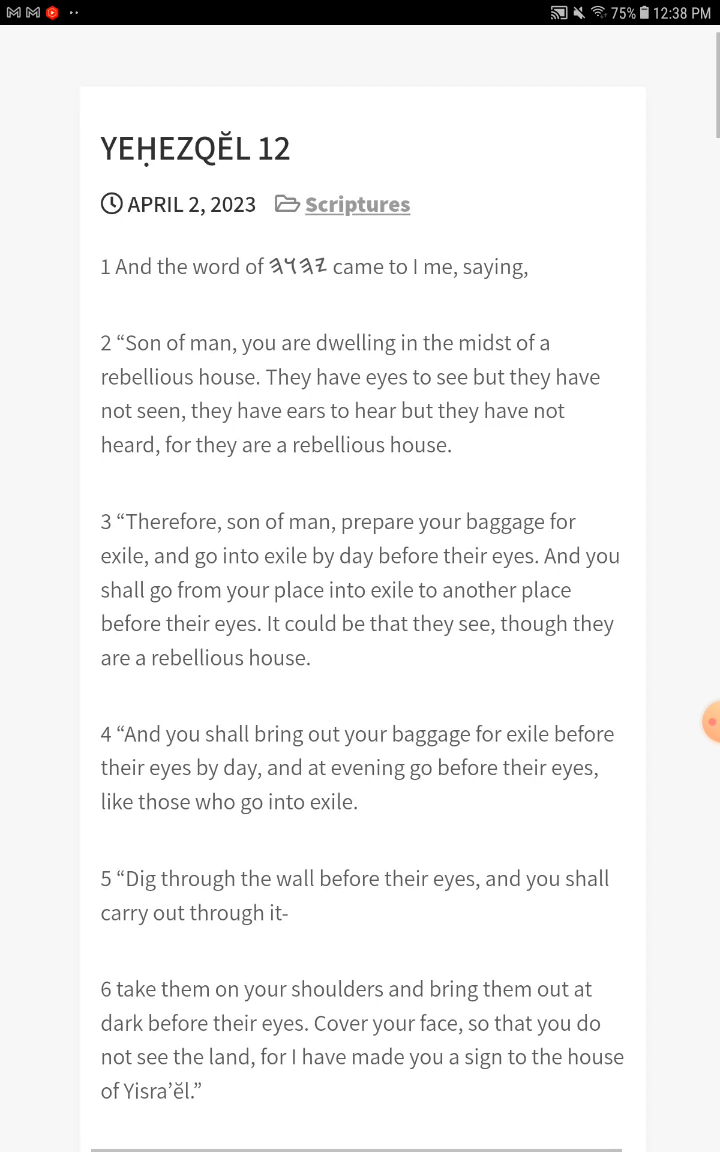 75% 12:38 PM
YEḤEZQĚL 12
APRIL 2, 2023 Scriptures
1 And the word of 𐤉𐤄𐤅𐤄 came to I me, saying,
2 “Son of man, you are dwelling in the midst of a
rebellious house. They have eyes to see but they have
not seen, they have ears to hear but they have not
heard, for they are a rebellious house.
3 “Therefore, son of man, prepare your baggage for
exile, and go into exile by day before their eyes. And you
shall go from your place into exile to another place
before their eyes. It could be that they see, though they
are a rebellious house.
4 “And you shall bring out your baggage for exile before
their eyes by day, and at evening go before their eyes,
like those who go into exile.
5 “Dig through the wall before their eyes, and you shall
carry out through it-
6 take them on your shoulders and bring them out at
dark before their eyes. Cover your face, so that you do
not see the land, for I have made you a sign to the house
of Yisra’ĕl.”